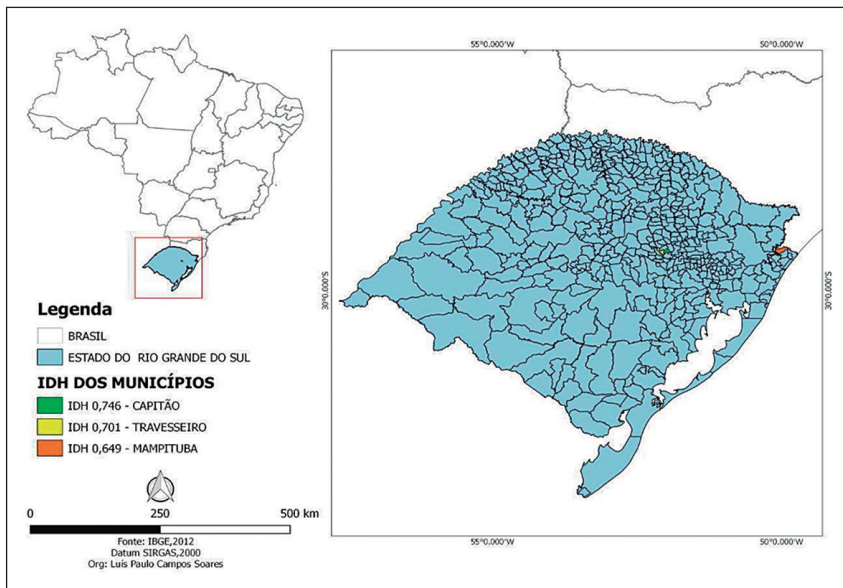 55°0.000'W
50°0.000'W
30°0.000'S
30°0.000'S
Legenda
BRASIL
ESTADO DO RIO GRANDE DO SUL
IDH DOS MUNICÍPIOS
IDH 0,746 - CAPITÃO
IDH 0,701 - TRAVESSEIRO
IDH 0,649 - MAMPITUBA
0 250 500 km
Fonte: IBGE,2012
Datum SIRGAS,2000
Org: Luís Paulo Campos Soares
55°0.000'W
50°0.000'W